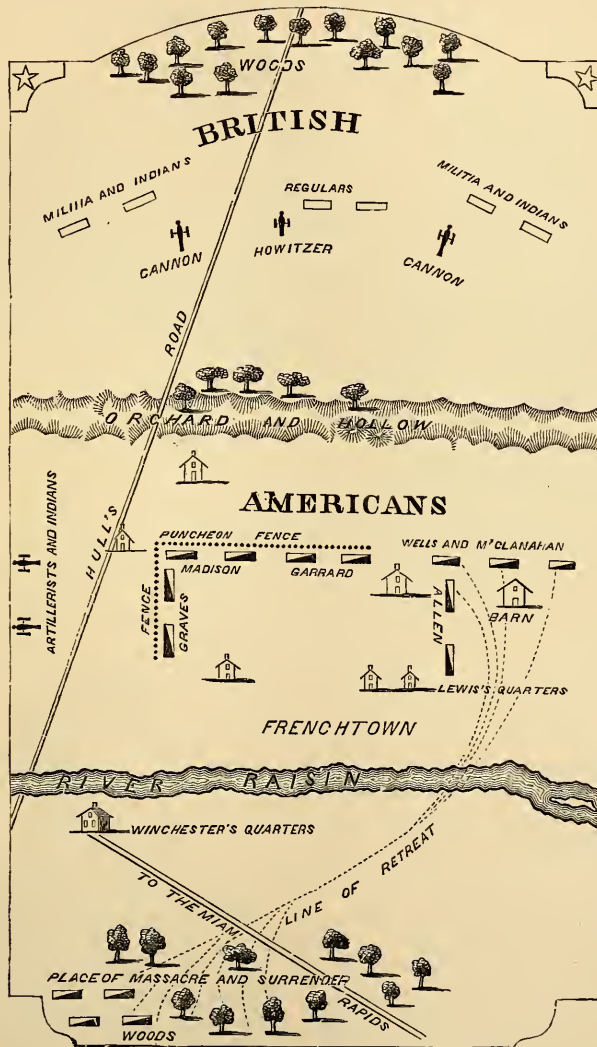 WOODS
BRITISH
MILITIA AND INDIANS
REGULARS
MILITIA AND INDIANS
CANNON
HOWITZER
CANNON
ROAD
ORCHARD AND HOLLOW
AMERICANS
HULL'S
ARTILLERISTS AND INDIANS
PUNCHEON FENCE
WELLS AND M'CLANAHAN
MADISON
GARRARD
FENCE
GRAVES
ALLEN
BARN
LEWIS'S QUARTERS
FRENCHTOWN
RIVER RAISIN
WINCHESTER'S QUARTERS
LINE OF RETREAT
TO THE MIAMI
RAPIDS
PLACE OF MASSACRE AND SURRENDER
WOODS